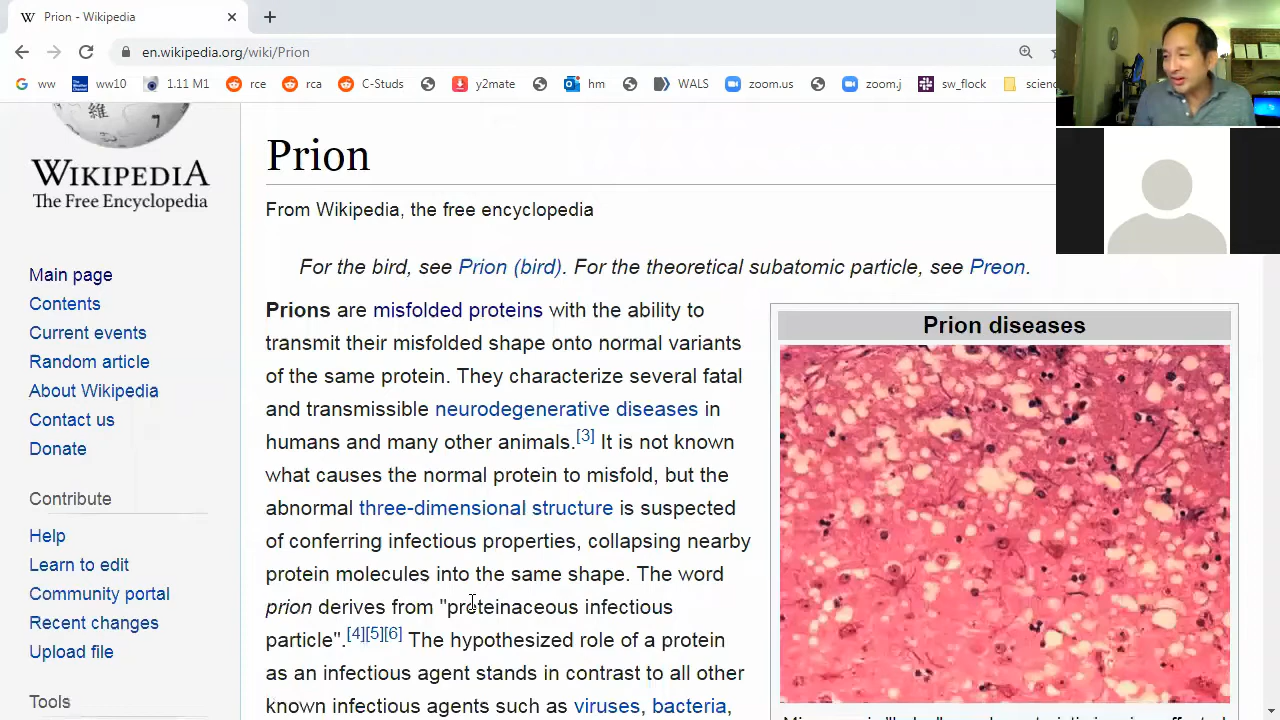 Prion - Wikipedia
en.wikipedia.org/wiki/Prion
ww
ww10
1.11 M1
rce
rca
C-Studs
y2mate
hm
WALS
zoom.us
zoom.j
sw_flock
scienc
WIKIPEDIA
The Free Encyclopedia
Main page
Contents
Current events
Random article
About Wikipedia
Contact us
Donate
Contribute
Help
Learn to edit
Community portal
Recent changes
Upload file
Tools
Prion
From Wikipedia, the free encyclopedia
For the bird, see Prion (bird). For the theoretical subatomic particle, see Preon.
Prions are misfolded proteins with the ability to
transmit their misfolded shape onto normal variants
of the same protein. They characterize several fatal
and transmissible neurodegenerative diseases in
humans and many other animals.[3] It is not known
what causes the normal protein to misfold, but the
abnormal three-dimensional structure is suspected
of conferring infectious properties, collapsing nearby
protein molecules into the same shape. The word
prion derives from "proteinaceous infectious
particle".[4][5][6] The hypothesized role of a protein
as an infectious agent stands in contrast to all other
known infectious agents such as viruses, bacteria,
Prion diseases